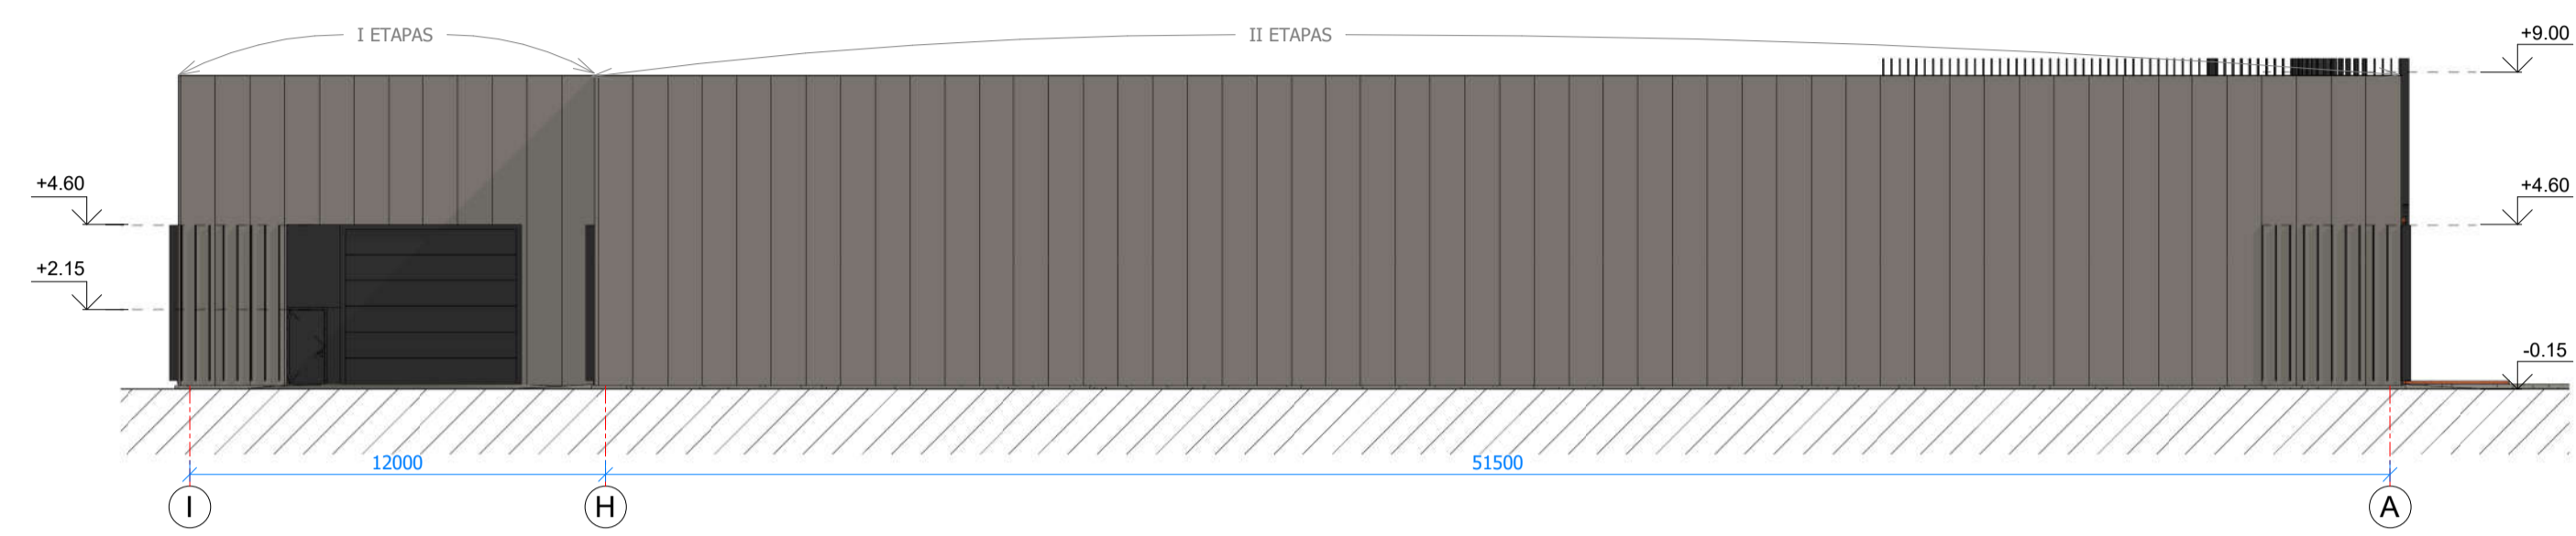 I ETAPAS
II ETAPAS
+9.00
+4.60
+4.60
+2.15
-0.15
12000
51500
I
H
A